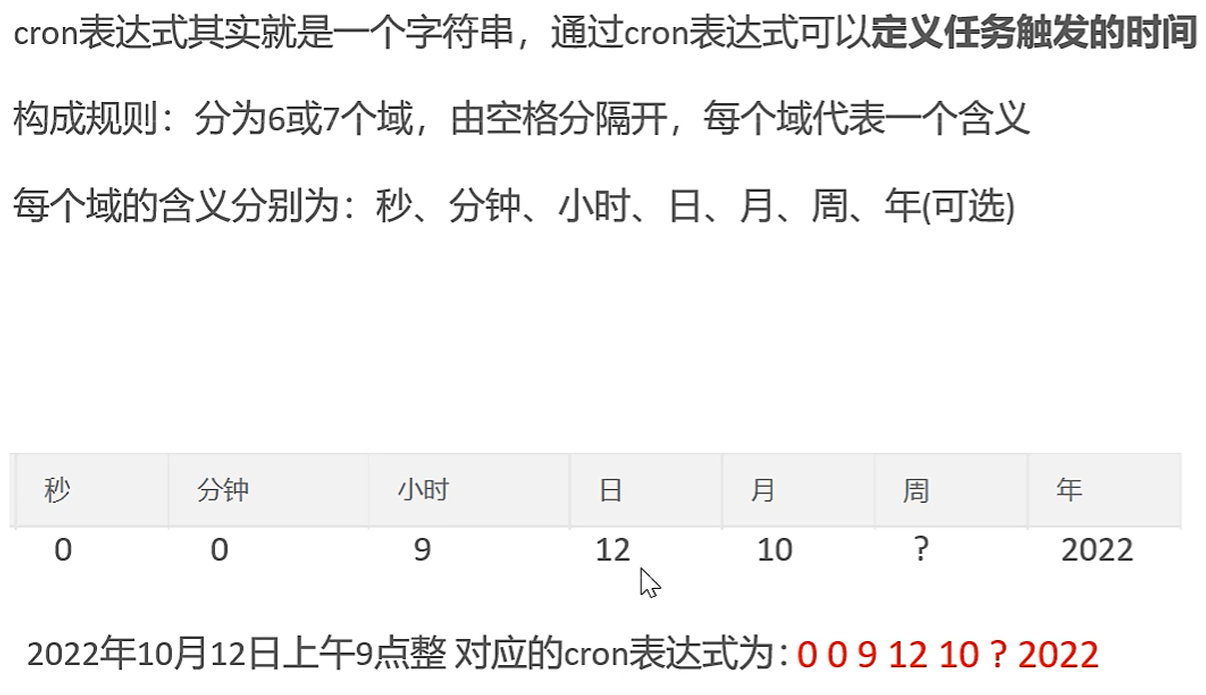 cron表达式其实就是一个字符串，通过cron表达式可以定义任务触发的时间
构成规则：分为6或7个域，由空格分隔开，每个域代表一个含义
每个域的含义分别为：秒、分钟、小时、日、月、周、年(可选)
秒 分钟 小时 日 月 周 年
0 0 9 12 10 ? 2022
2022年10月12日上午9点整 对应的cron表达式为：0 0 9 12 10 ? 2022